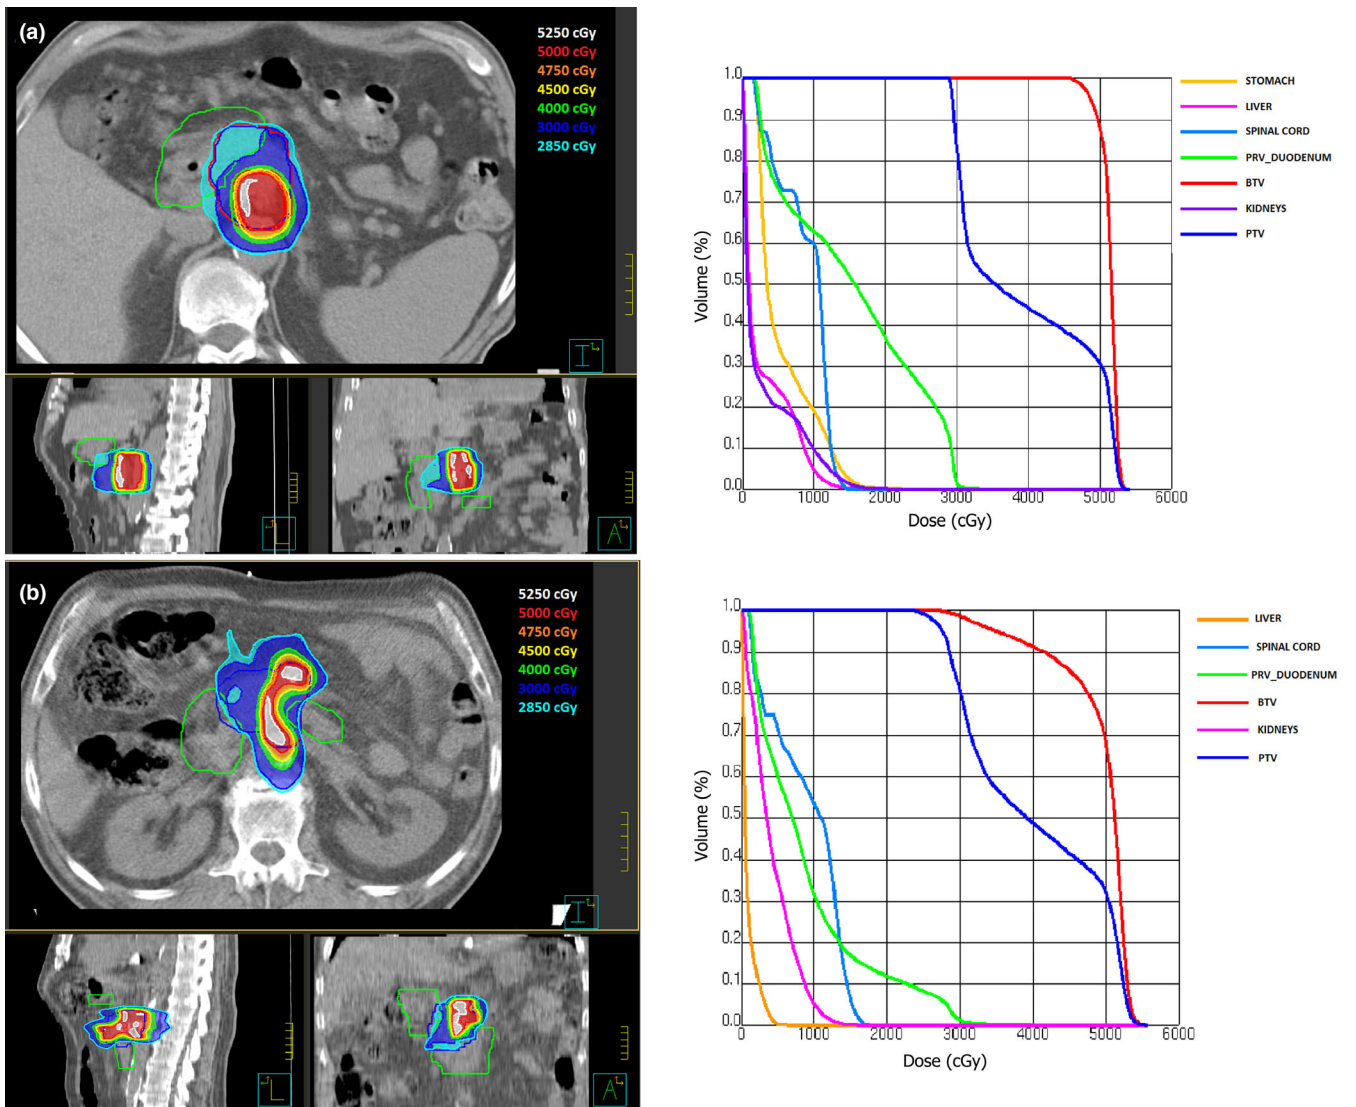 (a)
5250 cGy
5000 cGy
4750 cGy
4500 cGy
4000 cGy
3000 cGy
2850 cGy
I
L
A
1.0
0.9
0.8
0.7
0.6
0.5
0.4
0.3
0.2
0.1
0.0
Volume (%)
0 1000 2000 3000 4000 5000 6000
Dose (cGy)
STOMACH
LIVER
SPINAL CORD
PRV_DUODENUM
BTV
KIDNEYS
PTV
(b)
5250 cGy
5000 cGy
4750 cGy
4500 cGy
4000 cGy
3000 cGy
2850 cGy
I
L
A
1.0
0.9
0.8
0.7
0.6
0.5
0.4
0.3
0.2
0.1
0.0
Volume (%)
0 1000 2000 3000 4000 5000 6000
Dose (cGy)
LIVER
SPINAL CORD
PRV_DUODENUM
BTV
KIDNEYS
PTV